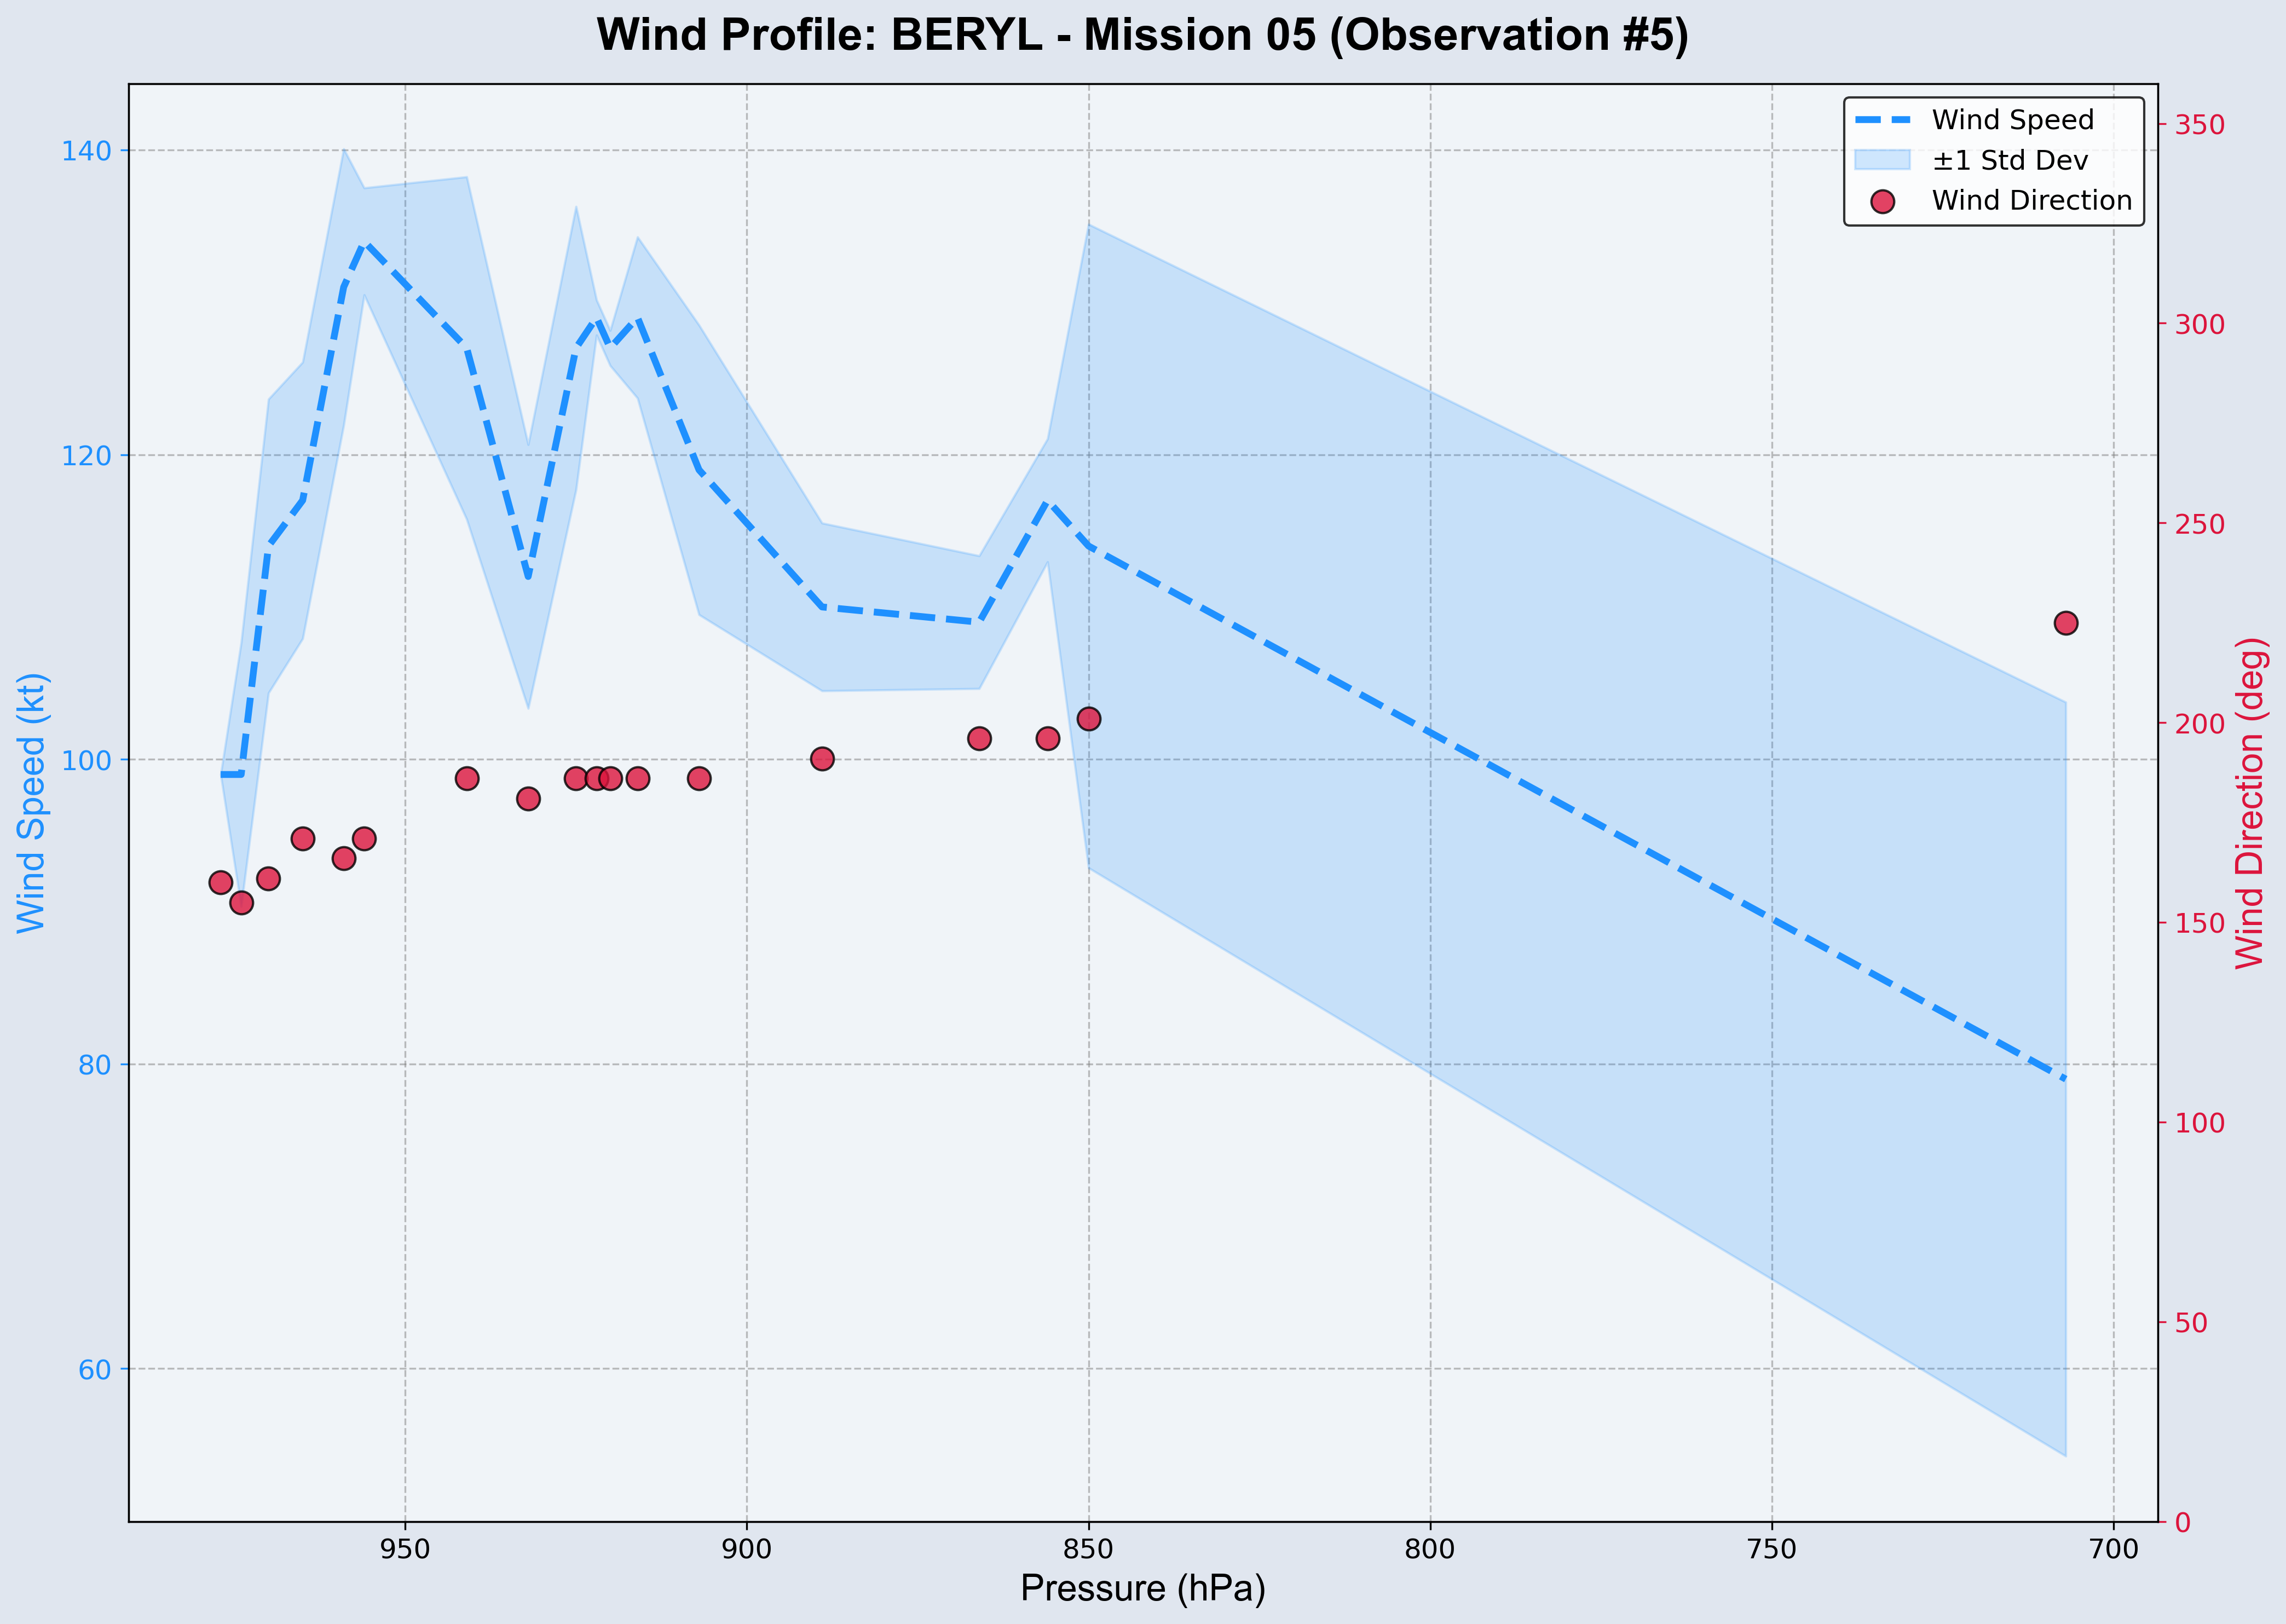 Wind Profile: BERYL - Mission 05 (Observation #5)
Wind Speed
±1 Std Dev
Wind Direction
140
120
100
80
60
Wind Speed (kt)
350
300
250
200
150
100
50
0
Wind Direction (deg)
950
900
850
800
750
700
Pressure (hPa)